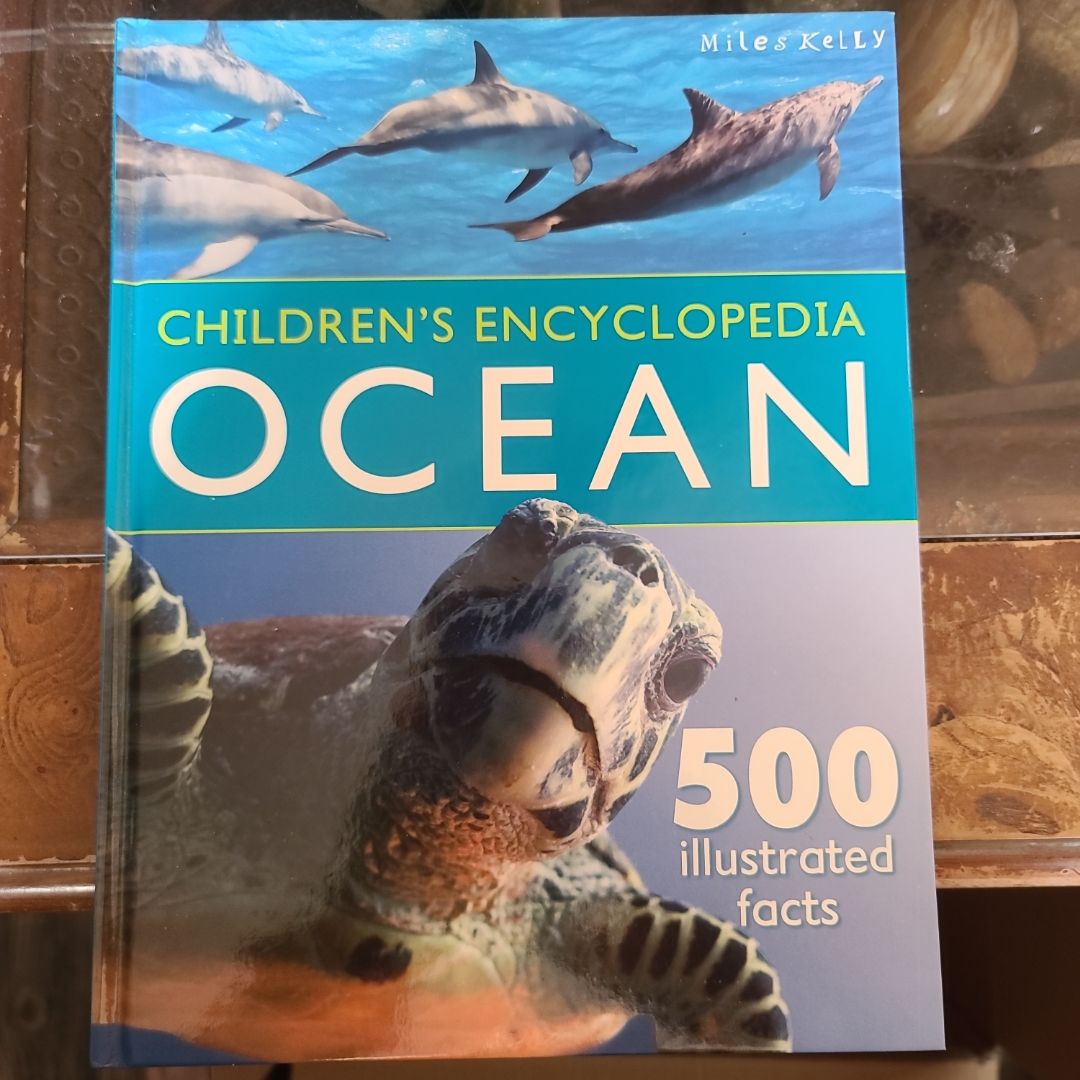 Miles Kelly
CHILDREN'S ENCYCLOPEDIA
OCEAN
500
illustrated
facts